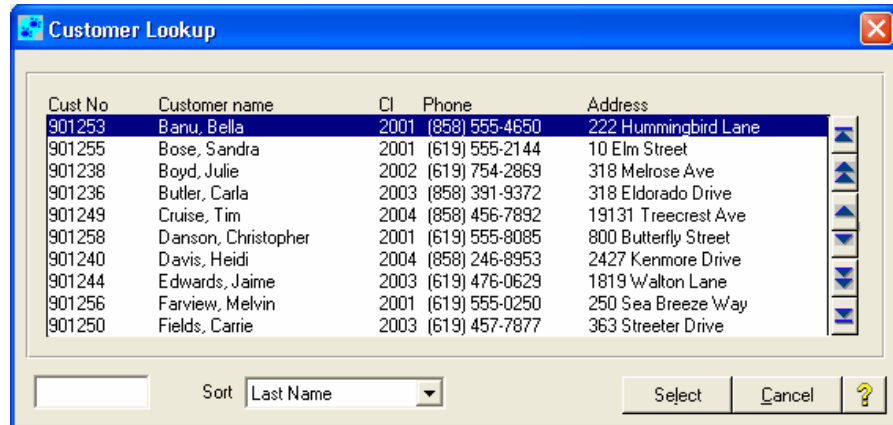 Customer Lookup
Cust No Customer name Cl Phone Address
901253 Banu, Bella 2001 (858) 555-4650 222 Hummingbird Lane
901255 Bose, Sandra 2001 (619) 555-2144 10 Elm Street
901238 Boyd, Julie 2002 (619) 754-2869 318 Melrose Ave
901236 Butler, Carla 2003 (858) 391-9372 318 Eldorado Drive
901249 Cruise, Tim 2004 (858) 456-7892 19131 Treecrest Ave
901258 Danson, Christopher 2001 (619) 555-8085 800 Butterfly Street
901240 Davis, Heidi 2004 (858) 246-8953 2427 Kenmore Drive
901244 Edwards, Jaime 2003 (619) 476-0629 1819 Walton Lane
901256 Farview, Melvin 2001 (619) 555-0250 250 Sea Breeze Way
901250 Fields, Carrie 2003 (619) 457-7877 363 Streeter Drive
Sort Last Name Select Cancel ?